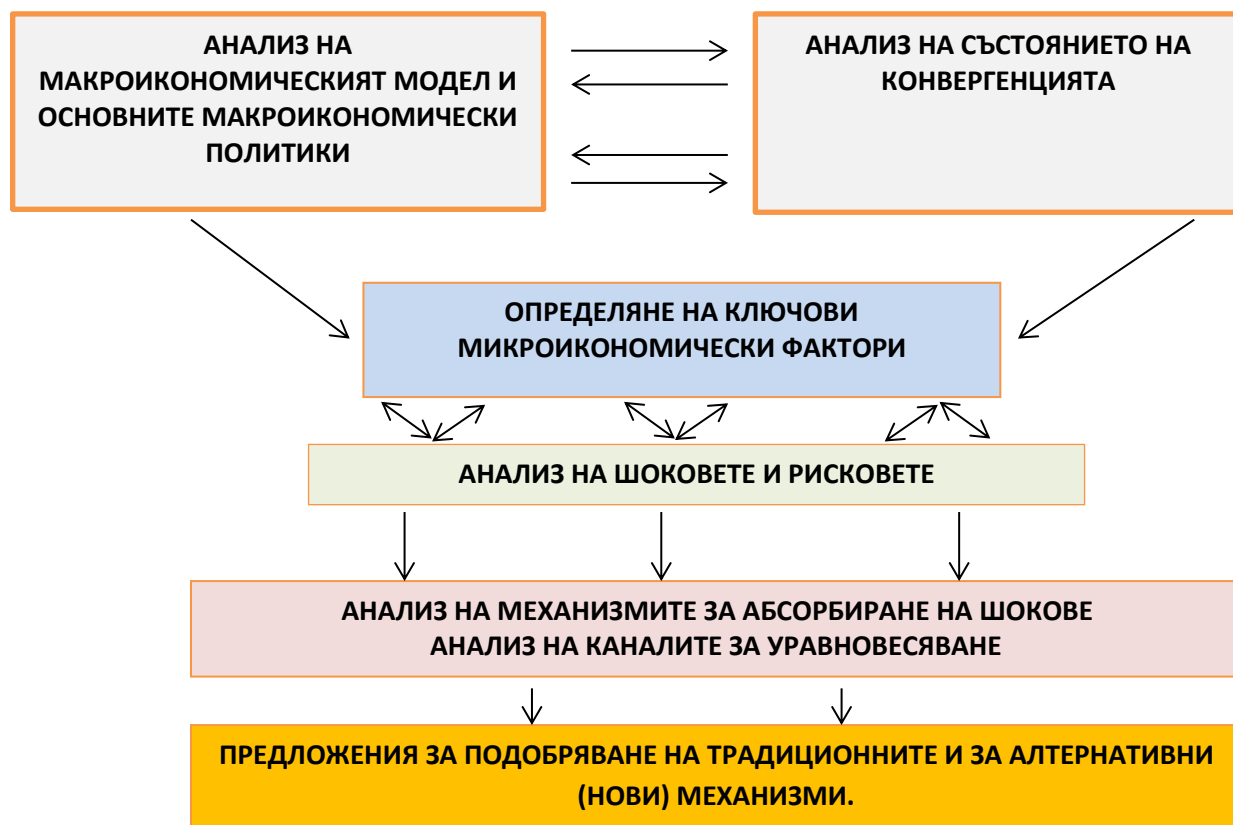 АНАЛИЗ НА
МАКРОИКОНОМИЧЕСКИЯТ МОДЕЛ И
ОСНОВНИТЕ МАКРОИКОНОМИЧЕСКИ
ПОЛИТИКИ
АНАЛИЗ НА СЪСТОЯНИЕТО НА
КОНВЕРГЕНЦИЯТА
ОПРЕДЕЛЯНЕ НА КЛЮЧОВИ
МИКРОИКОНОМИЧЕСКИ ФАКТОРИ
АНАЛИЗ НА ШОКОВЕТЕ И РИСКОВЕТЕ
АНАЛИЗ НА МЕХАНИЗМИТЕ ЗА АБСОРБИРАНЕ НА ШОКОВЕ
АНАЛИЗ НА КАНАЛИТЕ ЗА УРАВНОВЕСЯВАНЕ
ПРЕДЛОЖЕНИЯ ЗА ПОДОБРЯВАНЕ НА ТРАДИЦИОННИТЕ И ЗА АЛТЕРНАТИВНИ
(НОВИ) МЕХАНИЗМИ.